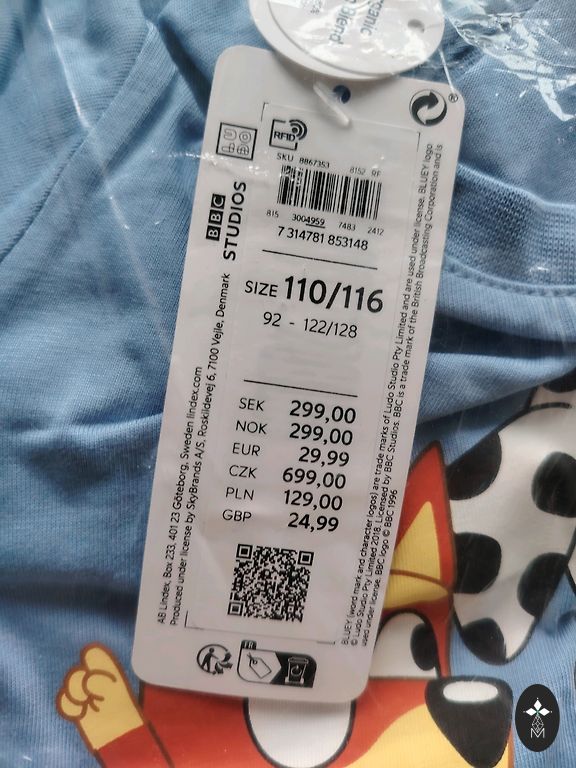 organic
Blend
RFID
SKU 8867353 8152 RF
815 3004959 7483 2412
7 314781 853148
BBC
STUDIOS
SIZE 110/116
92 - 122/128
SEK 299,00
NOK 299,00
EUR 29,99
CZK 699,00
PLN 129,00
GBP 24,99
AB Lindex, Box 233, 401 23 Göteborg, Sweden lindex.com
Produced under license by SkyBrands A/S, Roskildevej 6, 7100 Vejle, Denmark
BLUEY (word mark and character logos) are trade marks of Ludo Studio Pty Limited and are used under license. BLUEY logo
© Ludo Studio Pty Limited 2018. Licensed by BBC Studios. BBC is a trade mark of the British Broadcasting Corporation and is
used under license. BBC logo © BBC 1996
FR
M